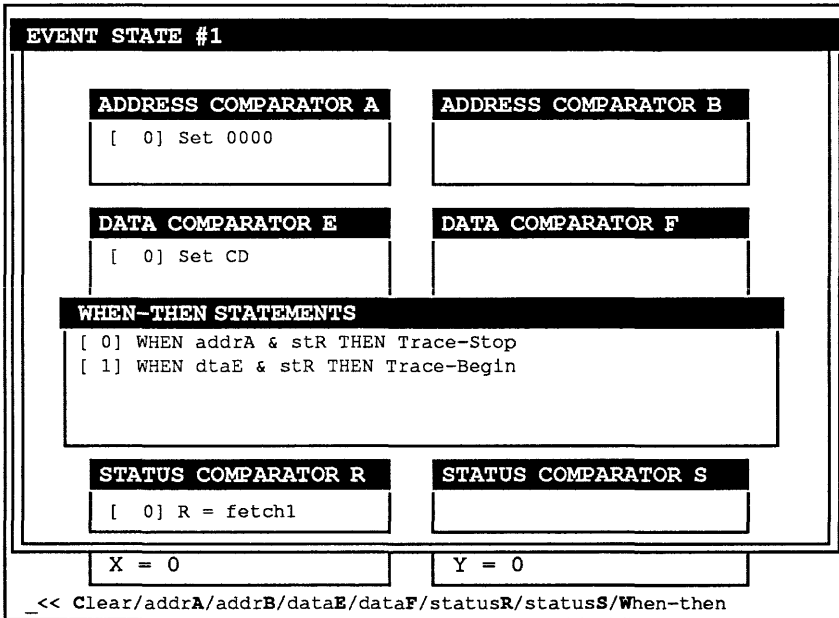 EVENT STATE #1
ADDRESS COMPARATOR A ADDRESS COMPARATOR B
[ 0] Set 0000
DATA COMPARATOR E DATA COMPARATOR F
[ 0] Set CD
WHEN-THEN STATEMENTS
[ 0] WHEN addrA & stR THEN Trace-Stop
[ 1] WHEN dtaE & stR THEN Trace-Begin
STATUS COMPARATOR R STATUS COMPARATOR S
[ 0] R = fetch1
X = 0 Y = 0
_<< Clear/addrA/addrB/dataE/dataF/statusR/statusS/When-then